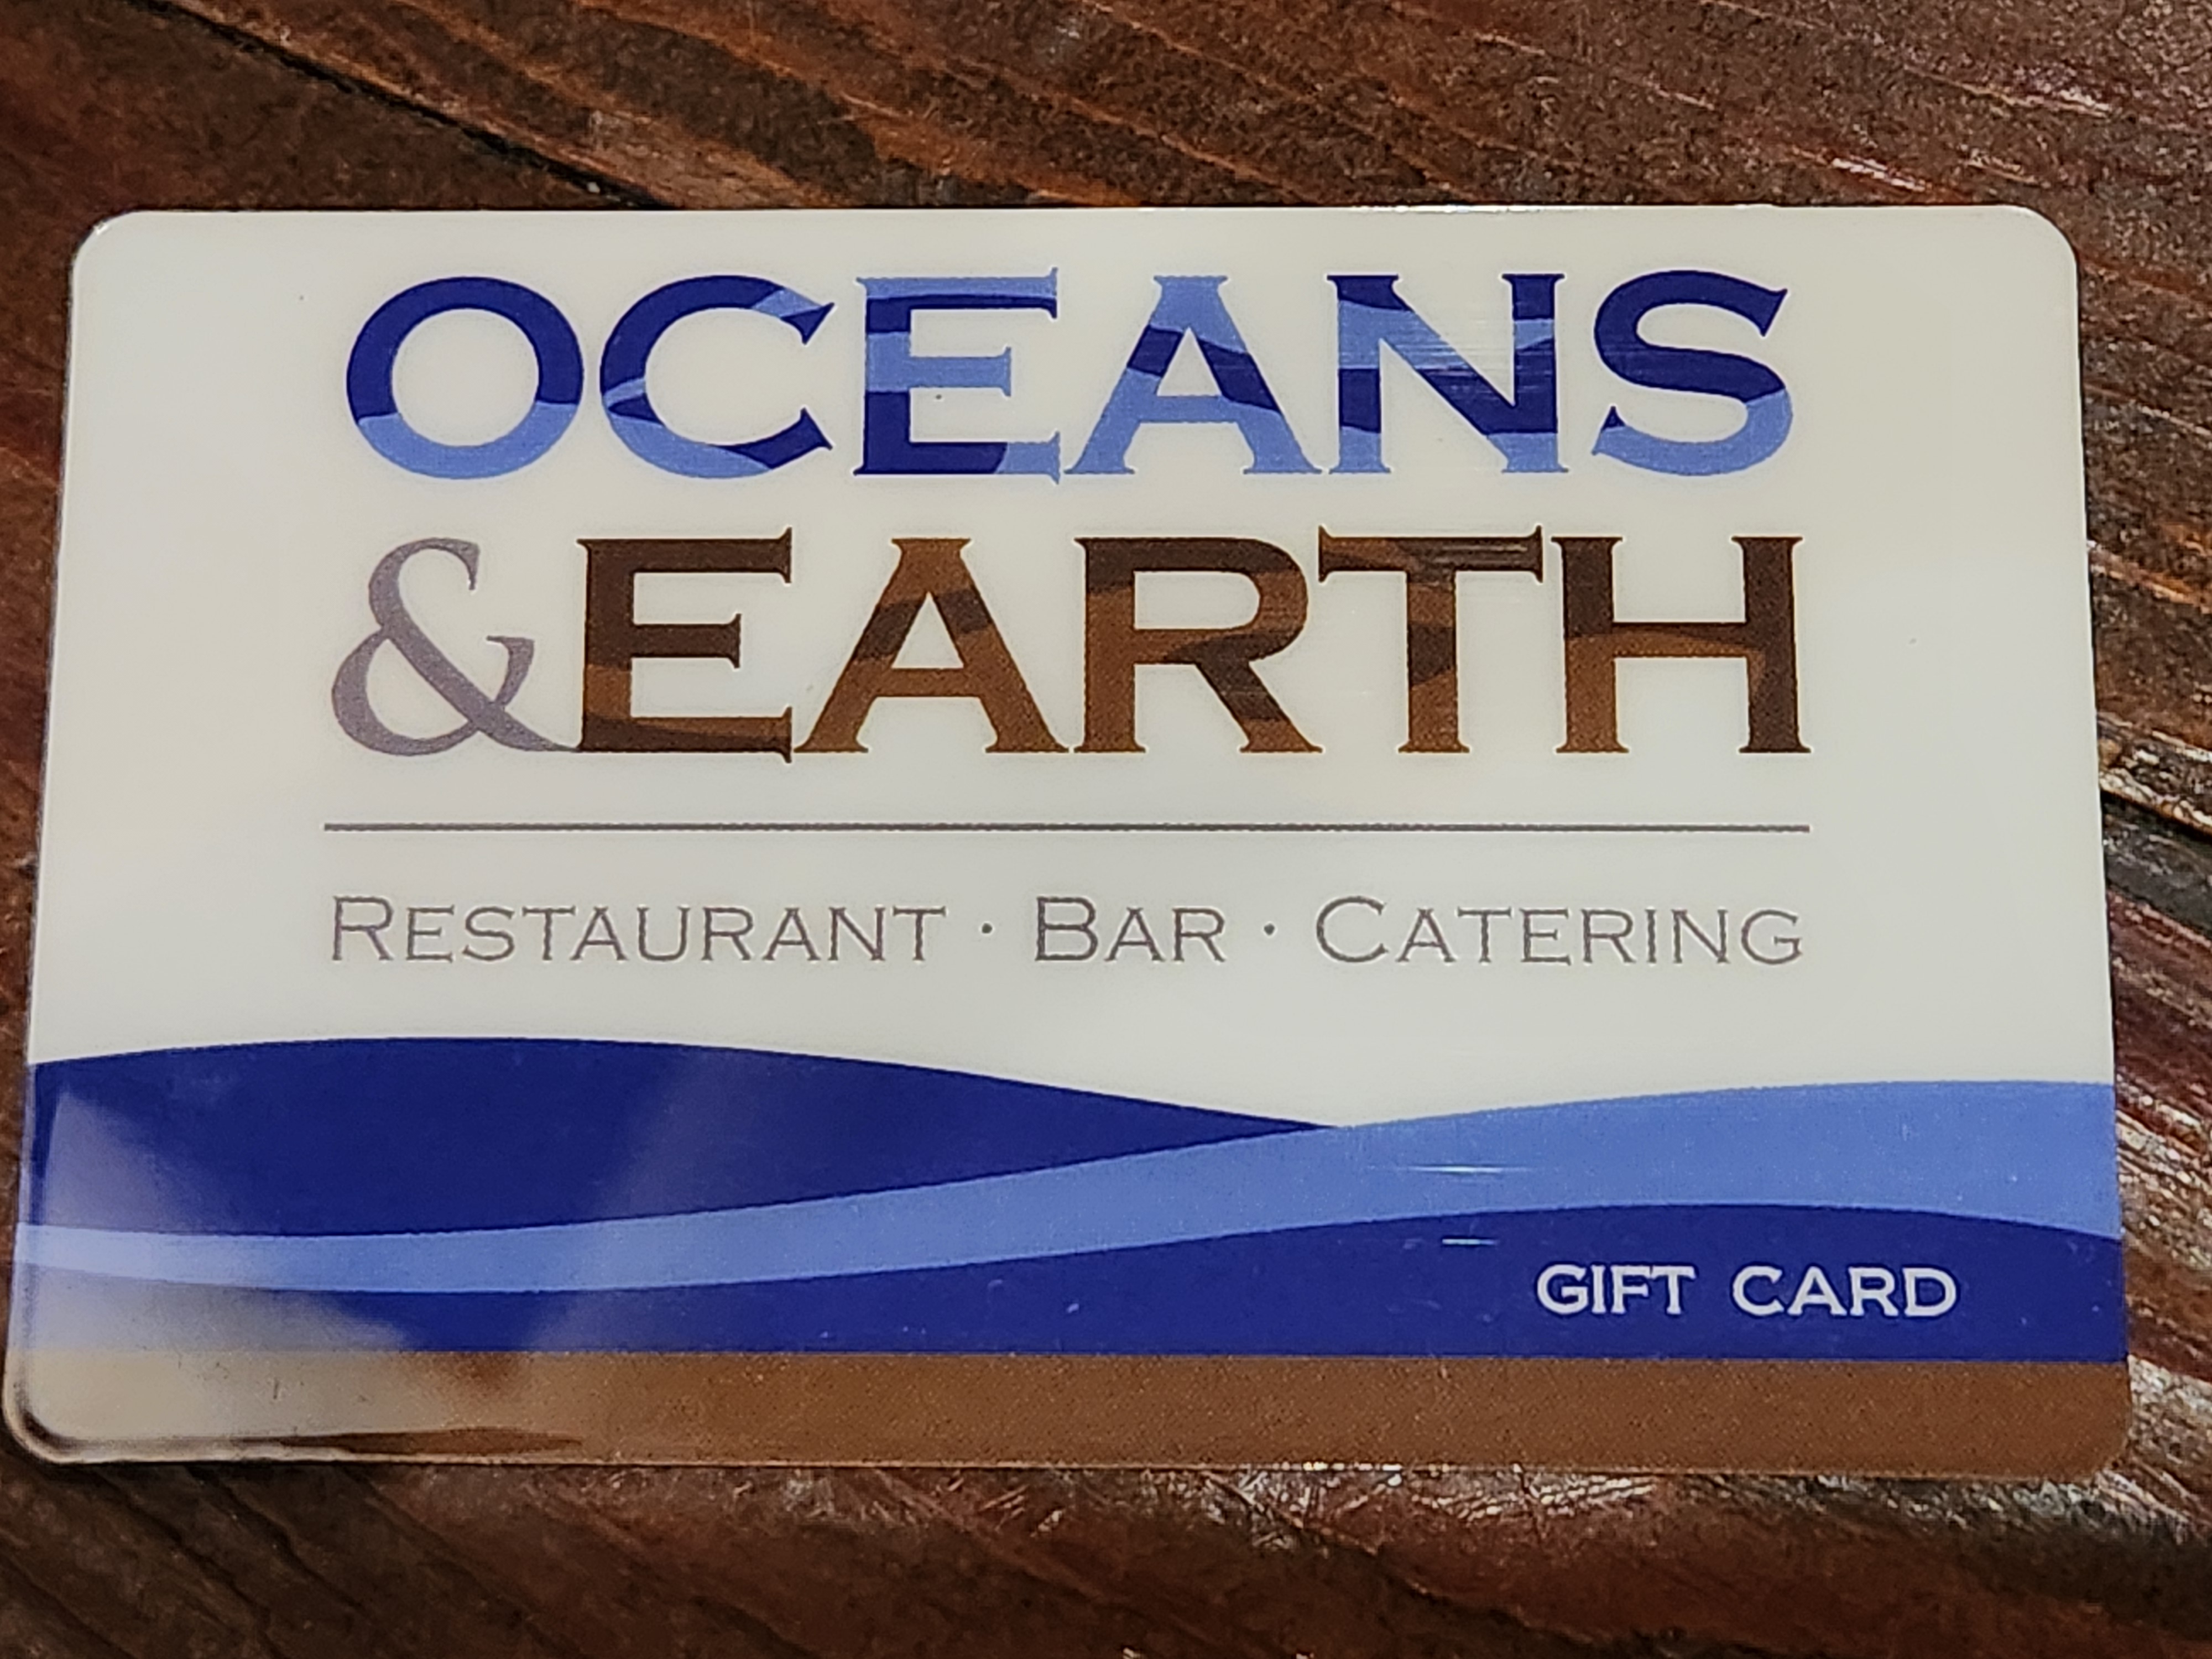 OCEANS
& EARTH
RESTAURANT · BAR · CATERING
GIFT CARD